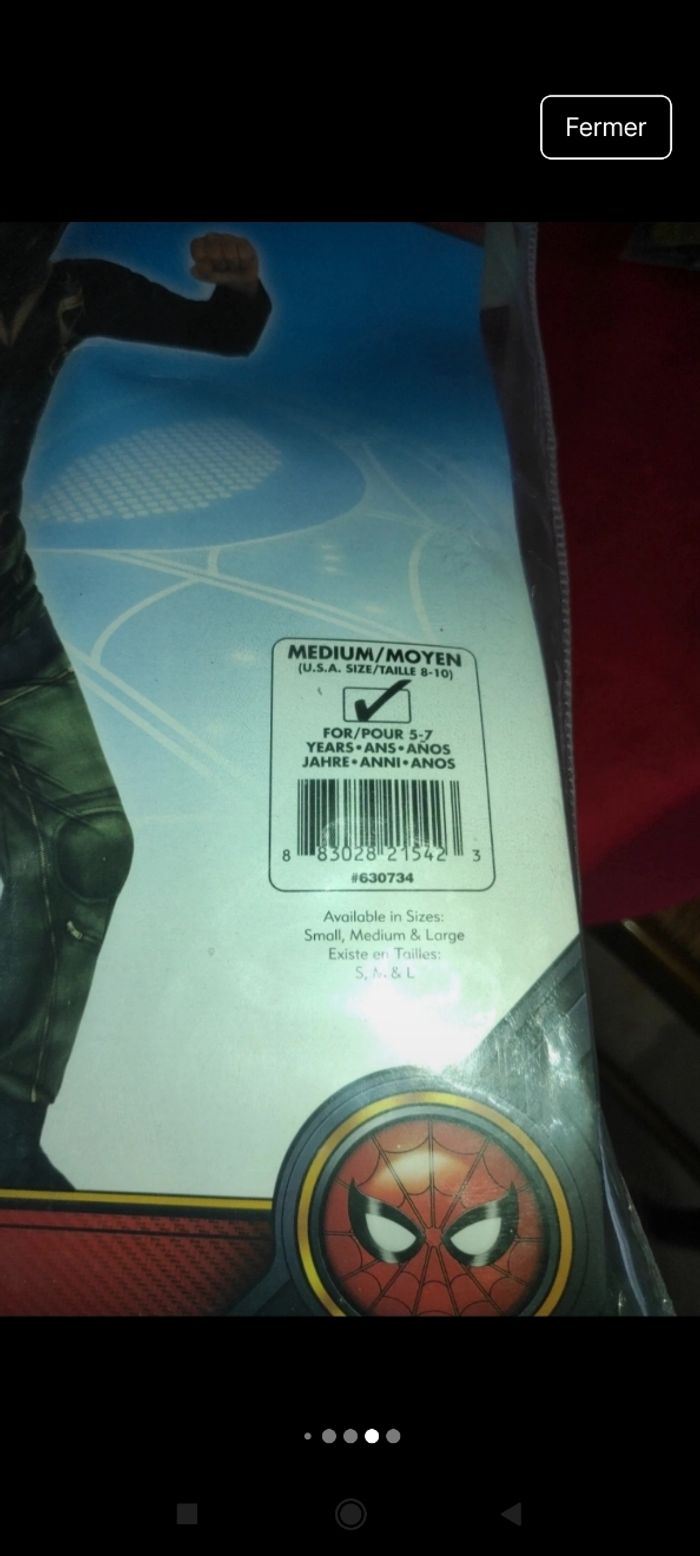 Fermer
MEDIUM/MOYEN
(U.S.A. SIZE/TAILLE 8-10)
FOR/POUR 5-7
YEARS•ANS•AÑOS
JAHRE•ANNI•ANOS
8 83028 21542 3
#630734
Available in Sizes:
Small, Medium & Large
Existe en Tailles:
S, M. & L